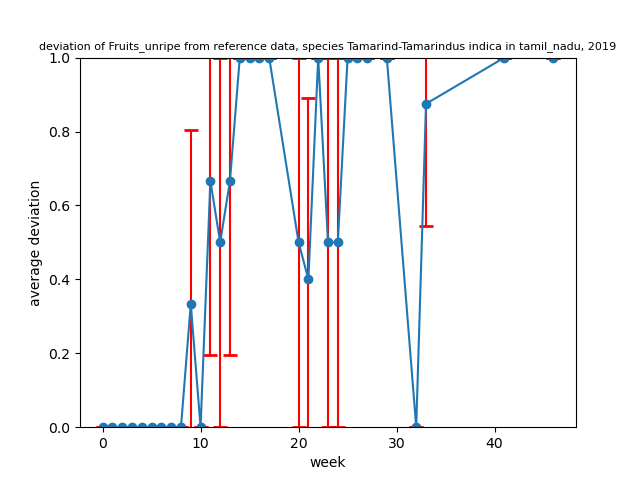 deviation of Fruits_unripe from reference data, species Tamarind-Tamarindus indica in tamil_nadu, 2019
1.0
0.8
0.6
0.4
0.2
0.0
average deviation
0 10 20 30 40
week